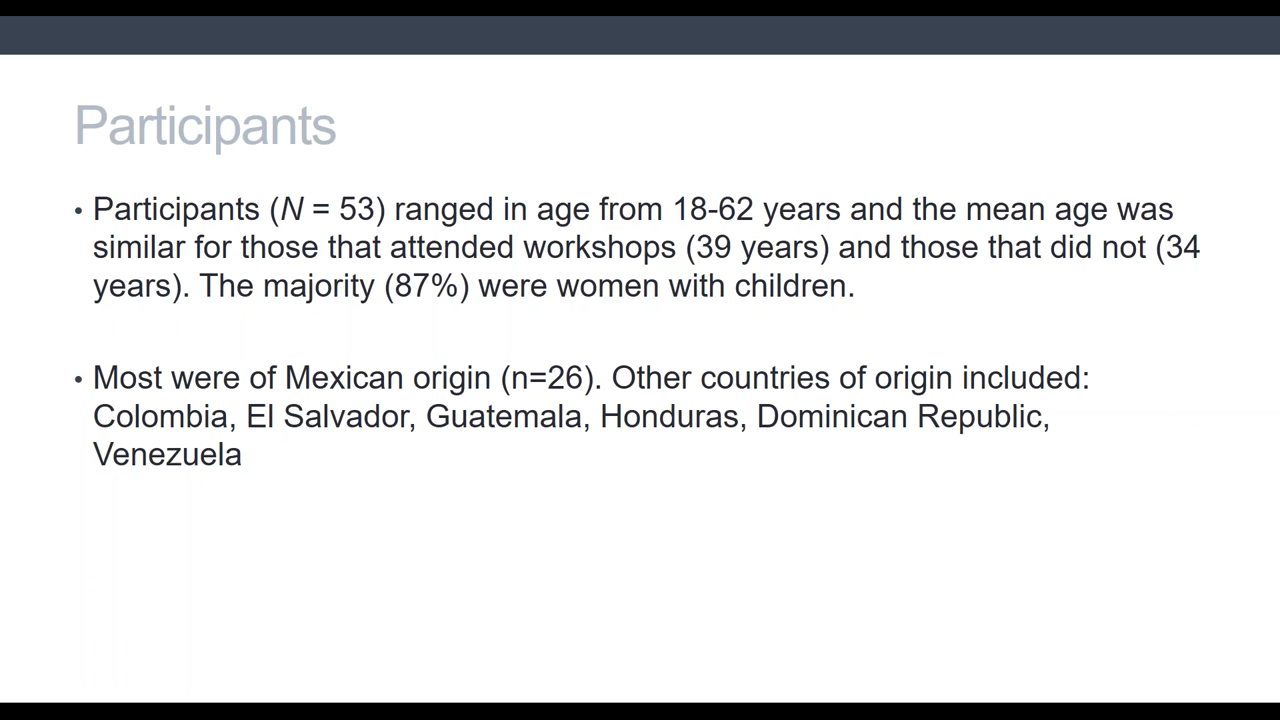 Participants
• Participants (N = 53) ranged in age from 18-62 years and the mean age was
similar for those that attended workshops (39 years) and those that did not (34
years). The majority (87%) were women with children.
• Most were of Mexican origin (n=26). Other countries of origin included:
Colombia, El Salvador, Guatemala, Honduras, Dominican Republic,
Venezuela